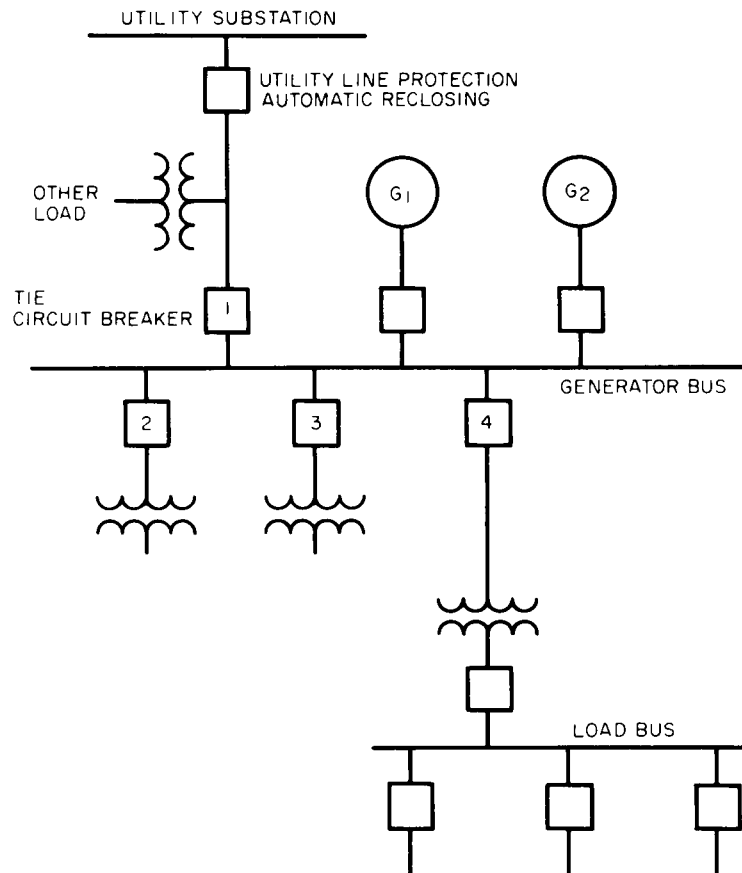 UTILITY SUBSTATION
UTILITY LINE PROTECTION
AUTOMATIC RECLOSING
OTHER
LOAD
G1
G2
TIE
CIRCUIT BREAKER
1
GENERATOR BUS
2
3
4
LOAD BUS